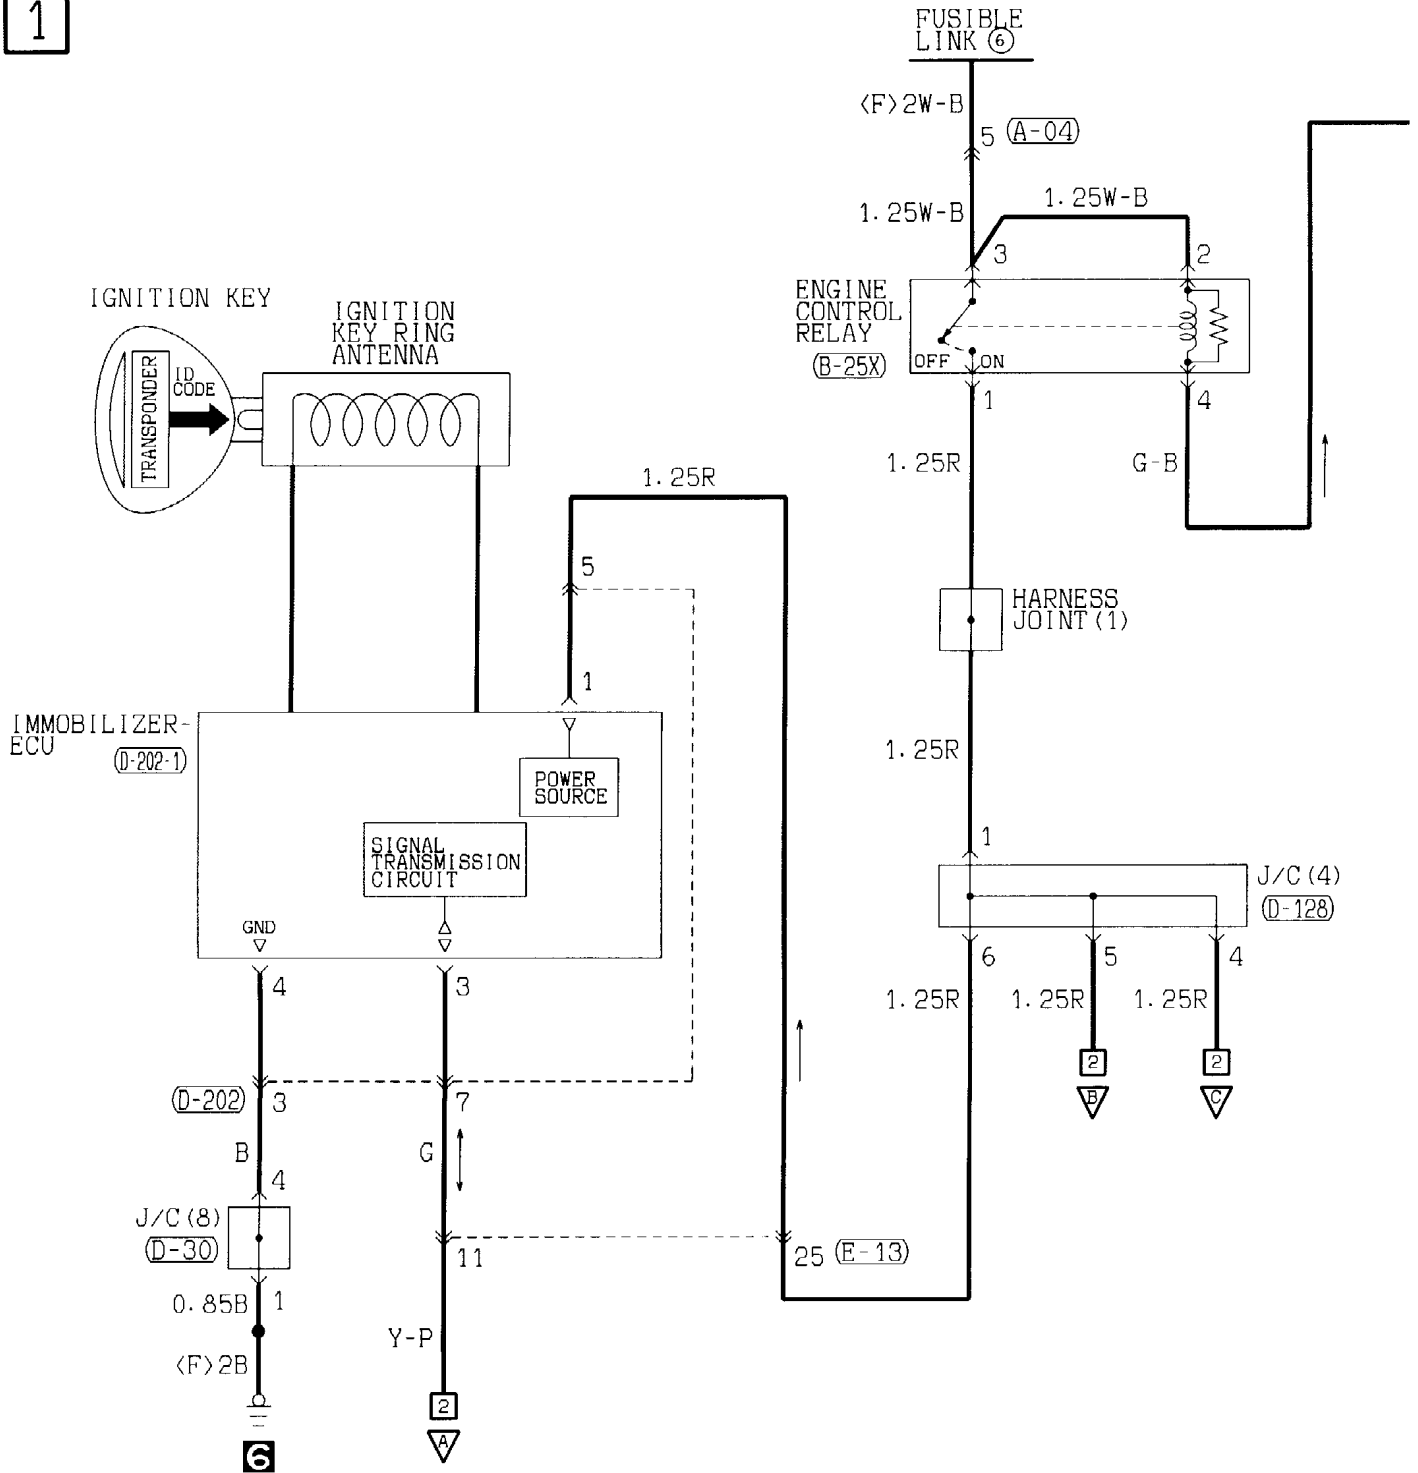 1
FUSIBLE
LINK 6
<F>2W-B
5 A-04
1.25W-B
1.25W-B
3
2
ENGINE
CONTROL
RELAY
B-25X
OFF ON
1
4
1.25R
G-B
HARNESS
JOINT(1)
1.25R
1
J/C(4)
D-128
6
5
4
1.25R
1.25R
1.25R
2
2
B
C
IGNITION KEY
IGNITION
KEY RING
ANTENNA
TRANSPONDER
ID
CODE
1.25R
5
1
IMMOBILIZER-
ECU
D-202-1
POWER
SOURCE
SIGNAL
TRANSMISSION
CIRCUIT
GND
4
3
D-202
3
7
B
G
4
J/C(8)
D-30
11
25 E-13
0.85B
1
Y-P
<F>2B
2
A
6